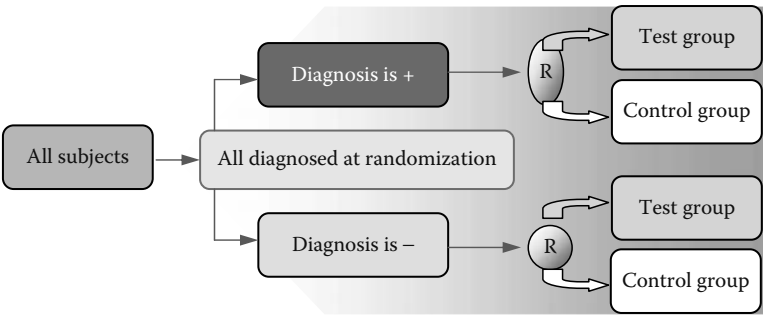 All subjects
All diagnosed at randomization
Diagnosis is +
R
Test group
Control group
Diagnosis is –
R
Test group
Control group